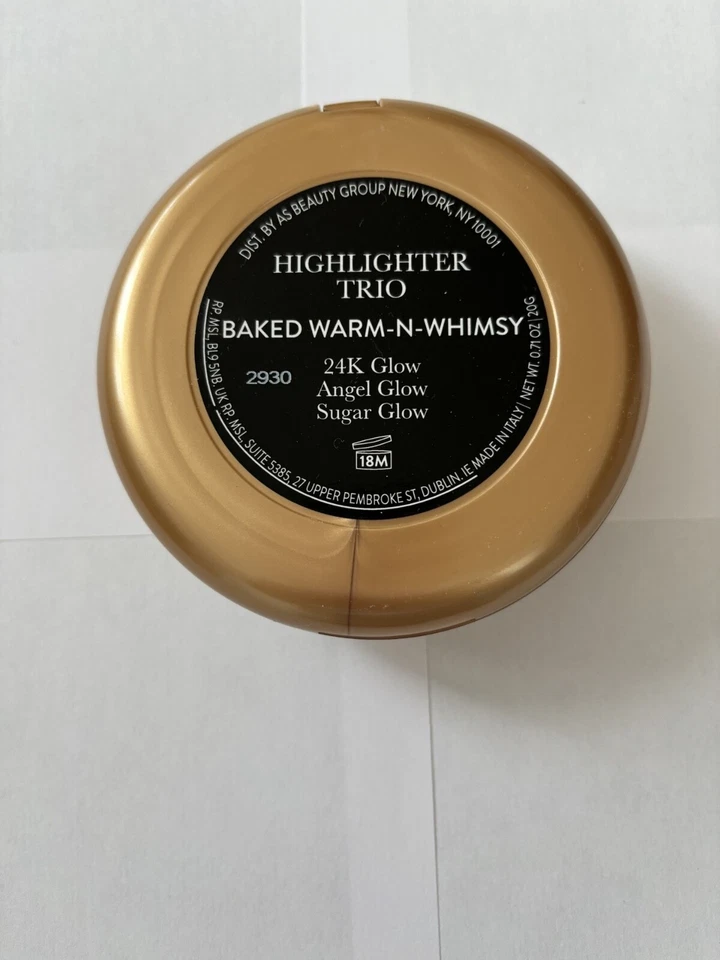 DIST. BY AS BEAUTY GROUP NEW YORK, NY 10001
HIGHLIGHTER
TRIO
BAKED WARM-N-WHIMSY
2930
24K Glow
Angel Glow
Sugar Glow
18M
RP. MSL, BL9 5NB. UK RP. MSL, SUITE 5385, 27 UPPER PEMBROKE ST, DUBLIN. IE MADE IN ITALY | NET WT. 0.71 OZ | 20G